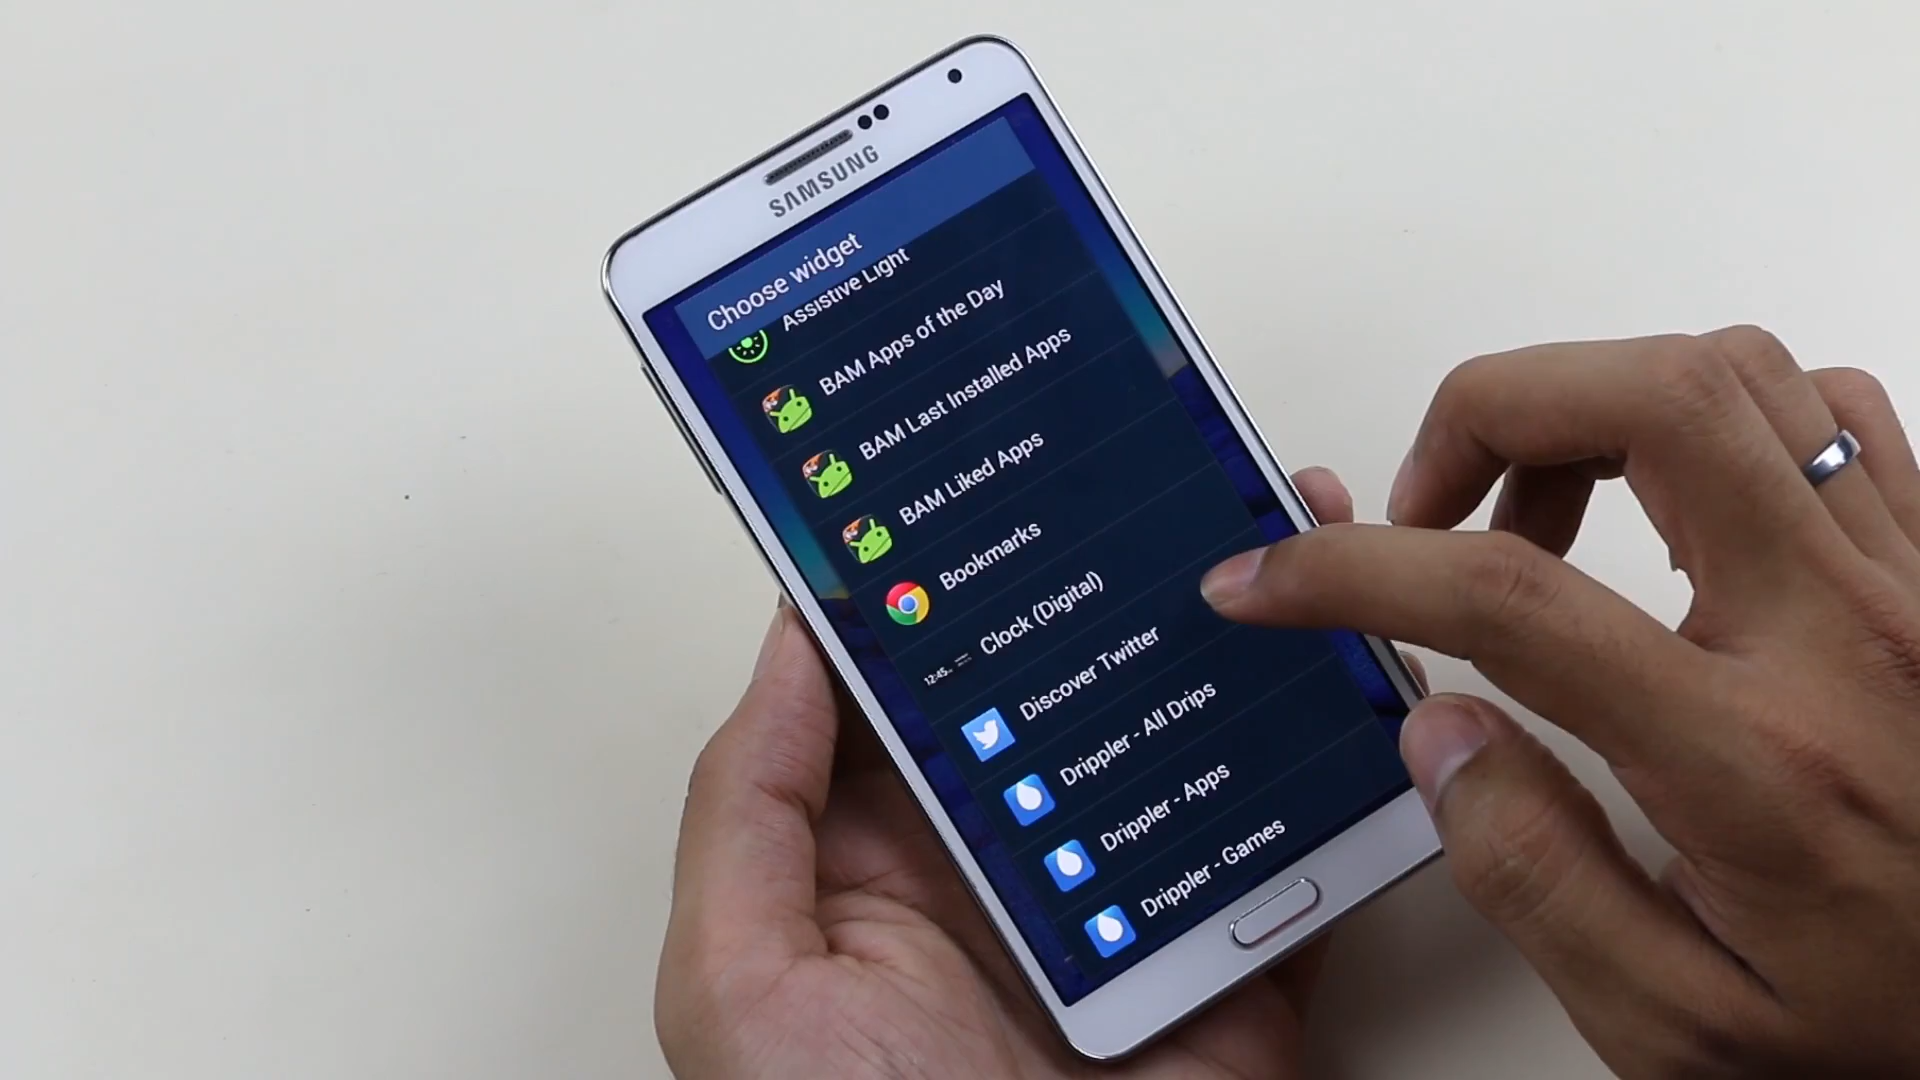 SAMSUNG
Choose widget
Assistive Light
BAM Apps of the Day
BAM Last Installed Apps
BAM Liked Apps
Bookmarks
12:45
Clock (Digital)
Discover Twitter
Drippler - All Drips
Drippler - Apps
Drippler - Games